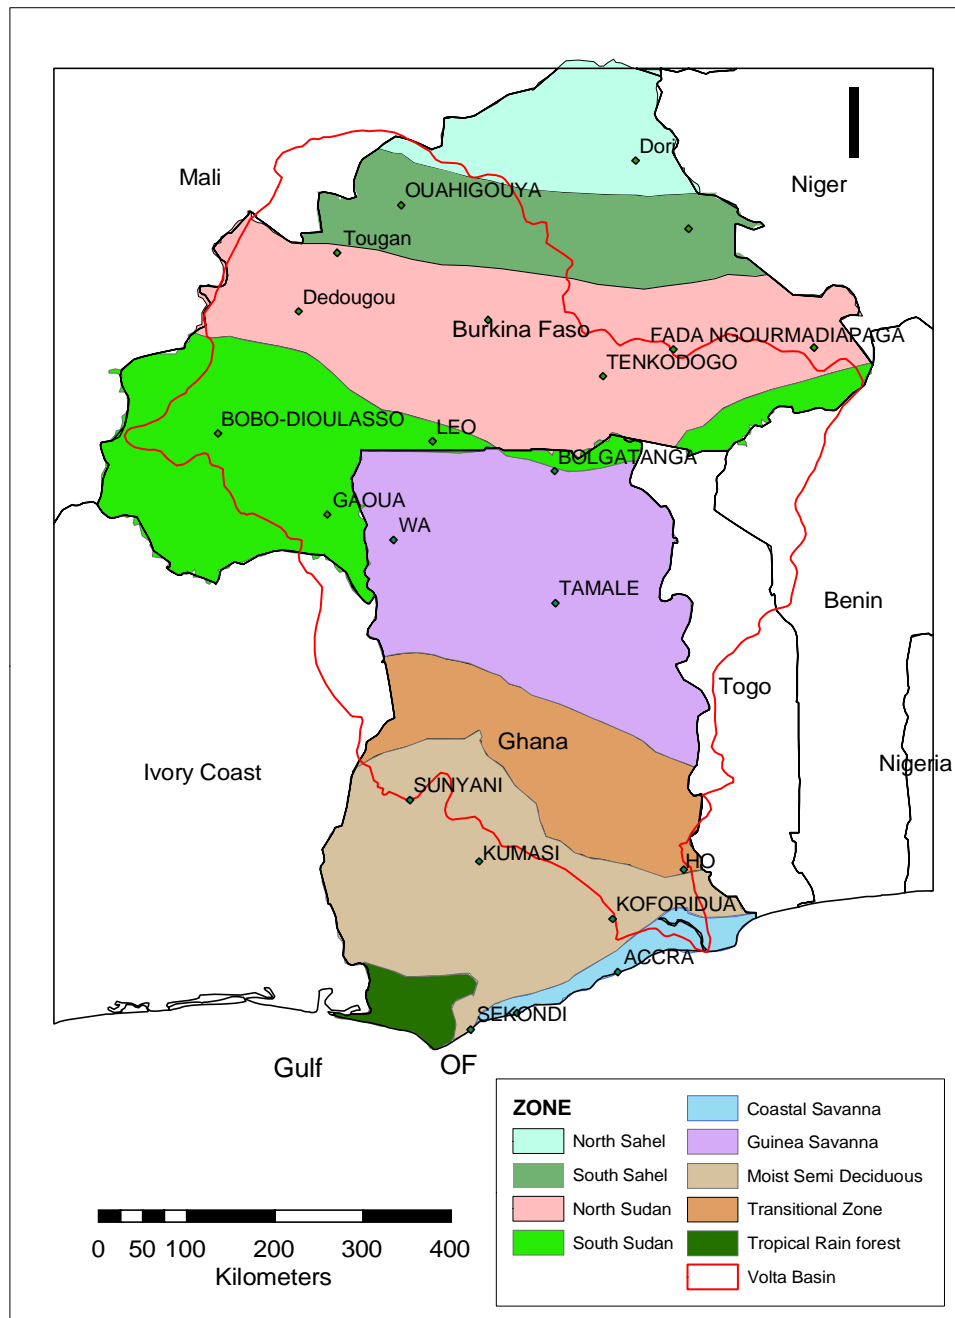 Dori
Mali
Niger
OUAHIGOUYA
Tougan
Dedougou
Burkina Faso
FADA NGOURMADIAPAGA
TENKODOGO
BOBO-DIOULASSO
LEO
BOLGATANGA
GAOUA
WA
TAMALE
Benin
Togo
Ghana
Ivory Coast
Nigeria
SUNYANI
KUMASI
HO
KOFORIDUA
ACCRA
SEKONDI
Gulf
OF
ZONE
North Sahel
South Sahel
North Sudan
South Sudan
Coastal Savanna
Guinea Savanna
Moist Semi Deciduous
Transitional Zone
Tropical Rain forest
Volta Basin
0 50 100 200 300 400
Kilometers